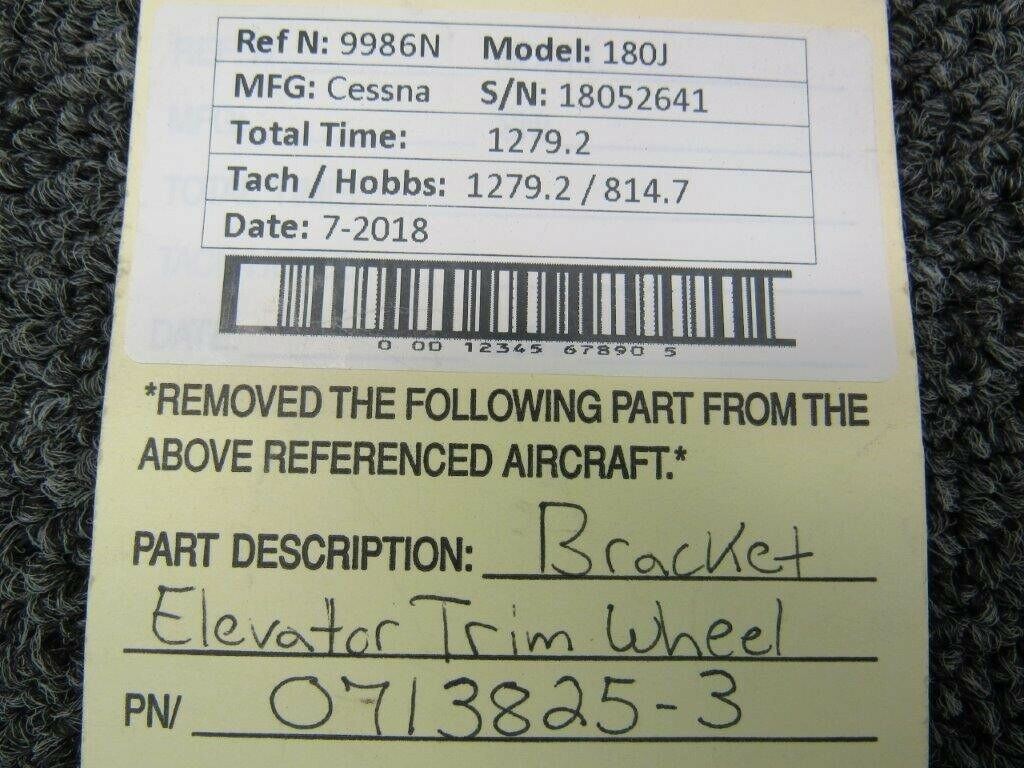 Ref N: 9986N Model: 180J
MFG: Cessna S/N: 18052641
Total Time: 1279.2
Tach / Hobbs: 1279.2 / 814.7
Date: 7-2018
0 00 12345 67890 5
*REMOVED THE FOLLOWING PART FROM THE
ABOVE REFERENCED AIRCRAFT.*
PART DESCRIPTION: Bracket
Elevator Trim Wheel
PN/ 0713825-3